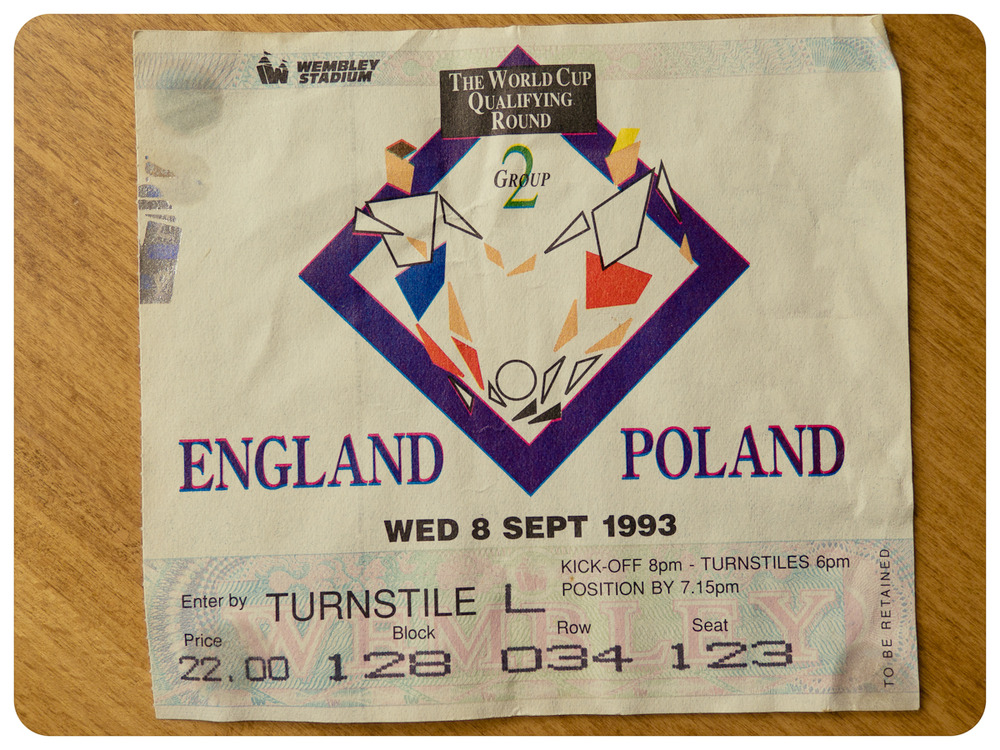 WEMBLEY
STADIUM
THE WORLD CUP
QUALIFYING
ROUND
2
GROUP
ENGLAND
POLAND
WED 8 SEPT 1993
KICK-OFF 8pm - TURNSTILES 6pm
POSITION BY 7.15pm
Enter by TURNSTILE L
Price Block Row Seat
22.00 128 034 123
TO BE RETAINED
WEMBLEY